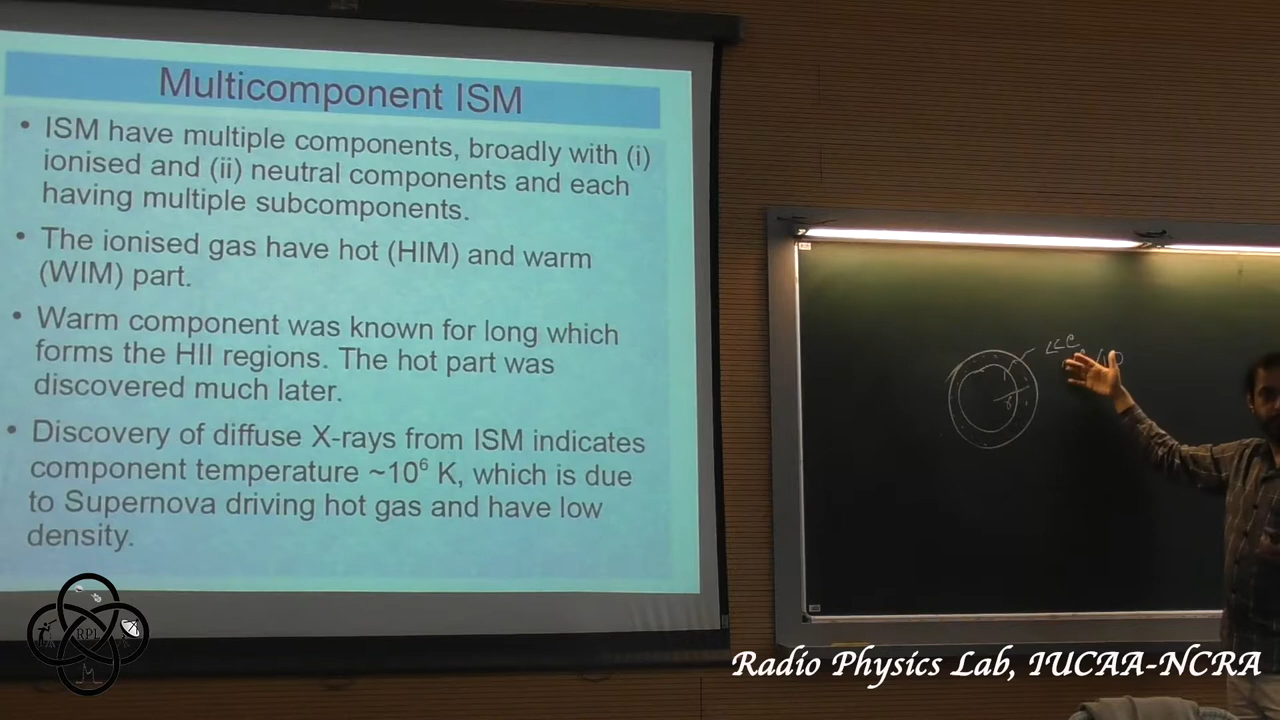 Multicomponent ISM
• ISM have multiple components, broadly with (i)
ionised and (ii) neutral components and each
having multiple subcomponents.
• The ionised gas have hot (HIM) and warm
(WIM) part.
• Warm component was known for long which
forms the HII regions. The hot part was
discovered much later.
• Discovery of diffuse X-rays from ISM indicates
component temperature ~10⁶ K, which is due
to Supernova driving hot gas and have low
density.
RPL
Radio Physics Lab, IUCAA-NCRA